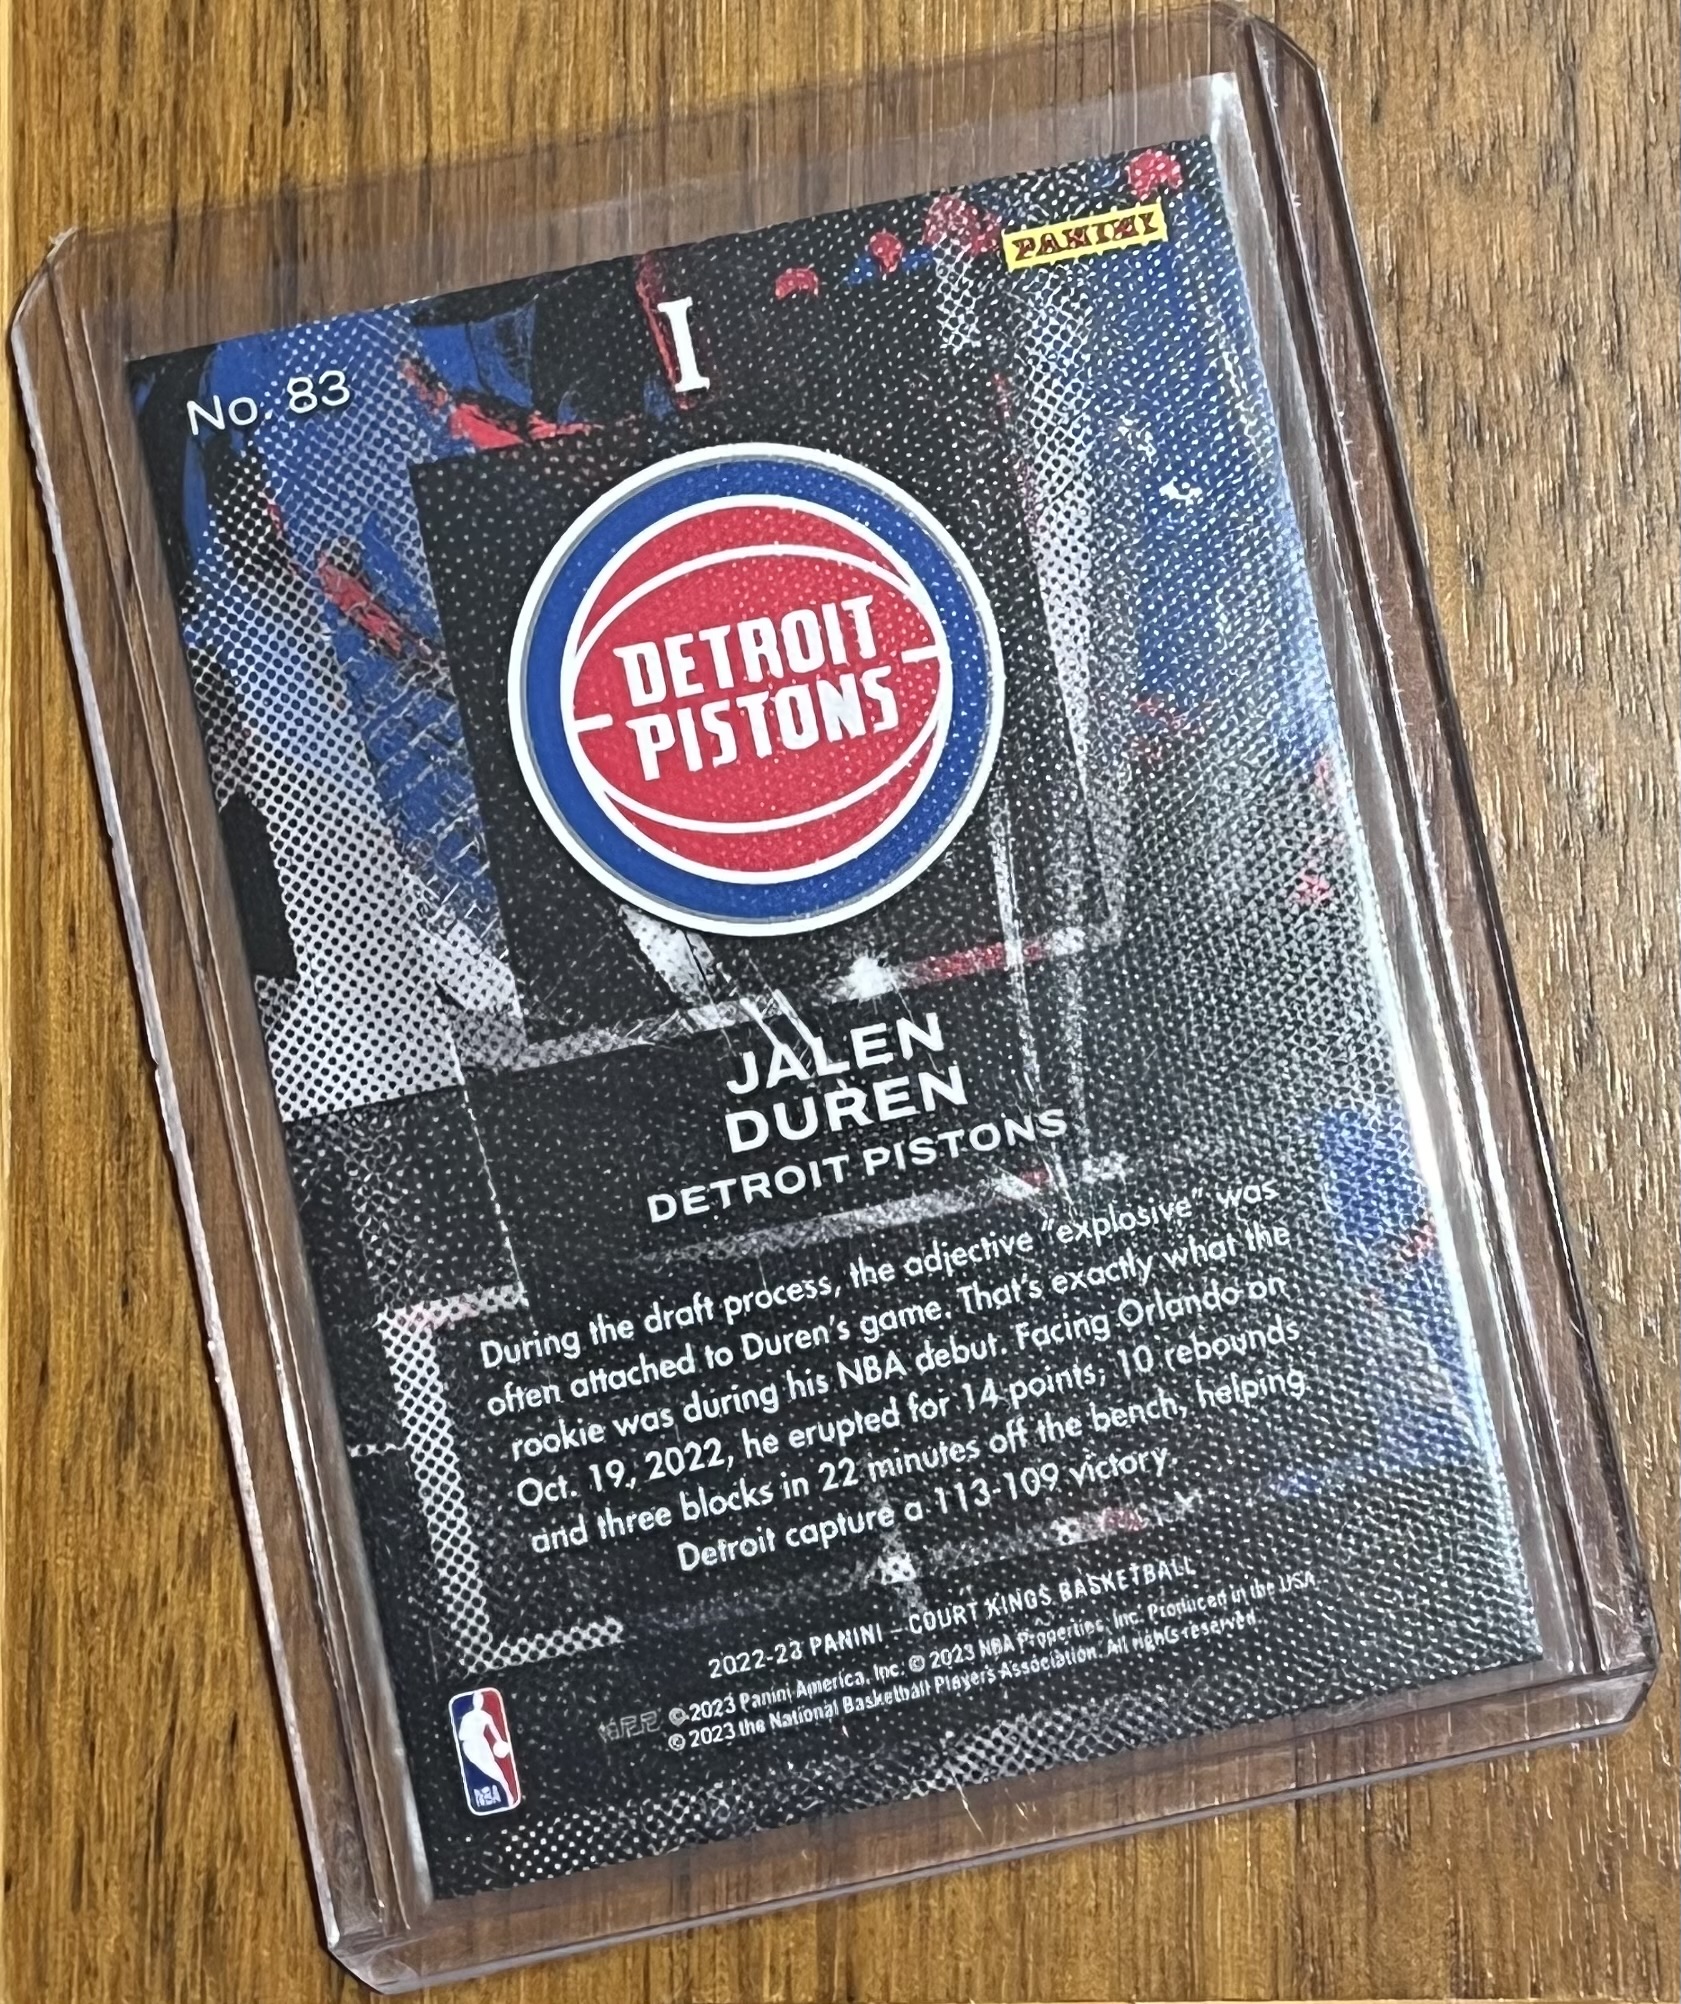 PANINI
I
No. 83
DETROIT
PISTONS
JALEN
DUREN
DETROIT PISTONS
During the draft process, the adjective "explosive" was
often attached to Duren's game. That's exactly what the
rookie was during his NBA debut. Facing Orlando on
Oct. 19, 2022, he erupted for 14 points, 10 rebounds
and three blocks in 22 minutes off the bench, helping
Detroit capture a 113-109 victory.
2022-23 PANINI – COURT KINGS BASKETBALL
© 2023 Panini America, Inc. © 2023 NBA Properties, Inc. Produced in the USA.
帕尼尼 © 2023 the National Basketball Players Association. All rights reserved.
NBA